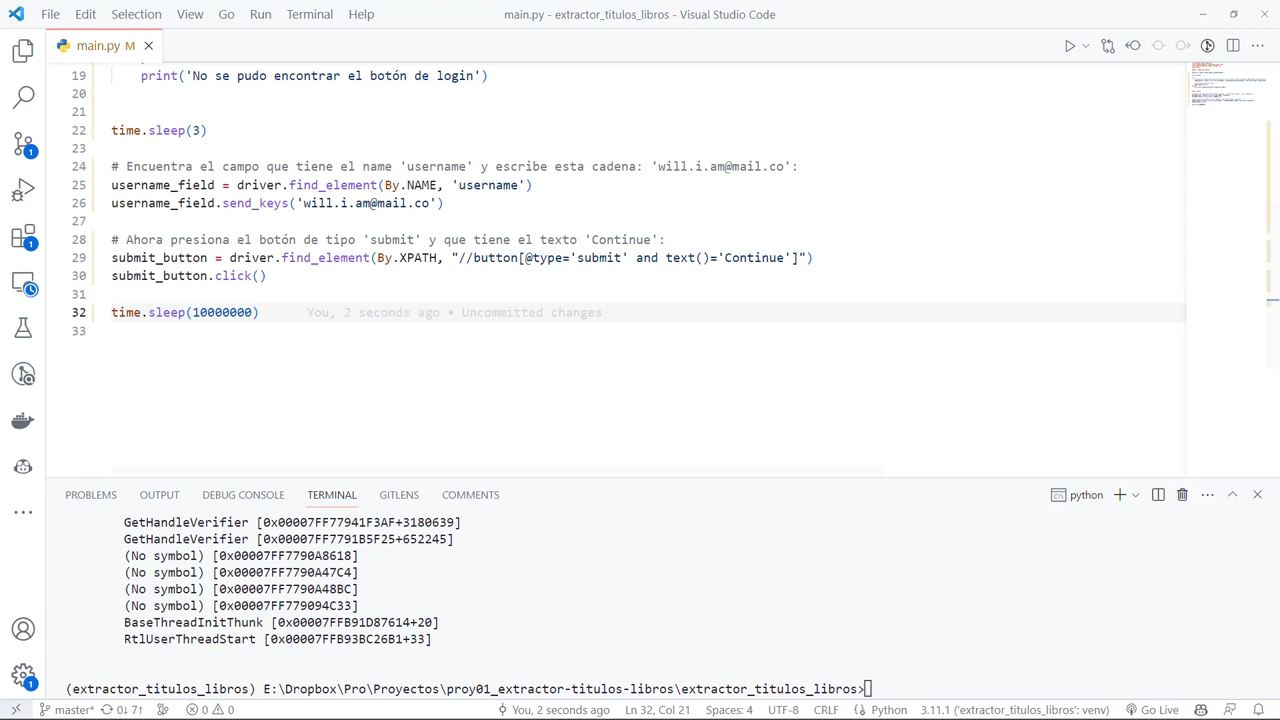 File Edit Selection View Go Run Terminal Help main.py - extractor_titulos_libros - Visual Studio Code
main.py M
19 print('No se pudo encontrar el botón de login')
20
21
22 time.sleep(3)
23
24 # Encuentra el campo que tiene el name 'username' y escribe esta cadena: 'will.i.am@mail.co':
25 username_field = driver.find_element(By.NAME, 'username')
26 username_field.send_keys('will.i.am@mail.co')
27
28 # Ahora presiona el botón de tipo 'submit' y que tiene el texto 'Continue':
29 submit_button = driver.find_element(By.XPATH, "//button[@type='submit' and text()='Continue']")
30 submit_button.click()
31
32 time.sleep(10000000) You, 2 seconds ago • Uncommitted changes
33
1
1
PROBLEMS OUTPUT DEBUG CONSOLE TERMINAL GITLENS COMMENTS python
GetHandleVerifier [0x00007FF77941F3AF+3180639]
GetHandleVerifier [0x00007FF7791B5F25+652245]
(No symbol) [0x00007FF7790A8618]
(No symbol) [0x00007FF7790A47C4]
(No symbol) [0x00007FF7790A48BC]
(No symbol) [0x00007FF779094C33]
BaseThreadInitThunk [0x00007FFB91D87614+20]
RtlUserThreadStart [0x00007FFB93BC26B1+33]
1
(extractor_titulos_libros) E:\Dropbox\Pro\Proyectos\proy01_extractor-titulos-libros\extractor_titulos_libros>
master* 0↓ 7↑ 0 0 You, 2 seconds ago Ln 32, Col 21 Spaces: 4 UTF-8 CRLF Python 3.11.1 ('extractor_titulos_libros': venv) Go Live